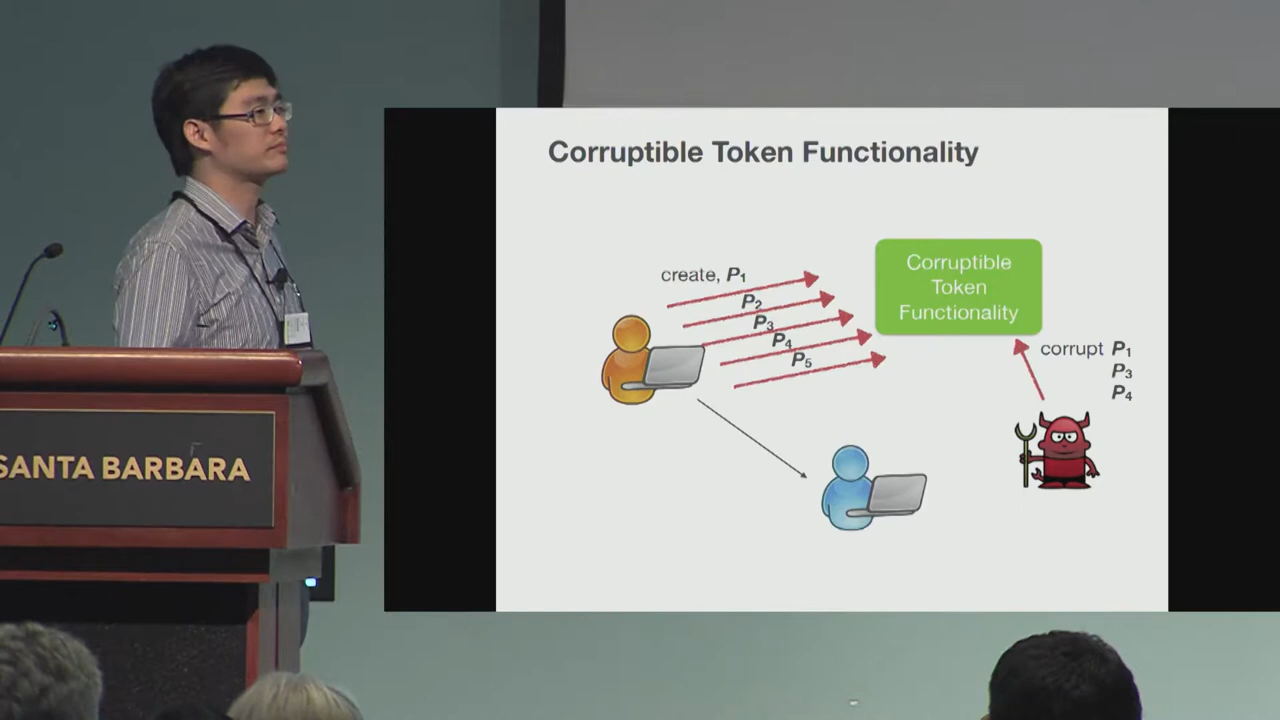 Corruptible Token Functionality
create, P1
P2
P3
P4
P5
Corruptible
Token
Functionality
corrupt P1
P3
P4
SANTA BARBARA